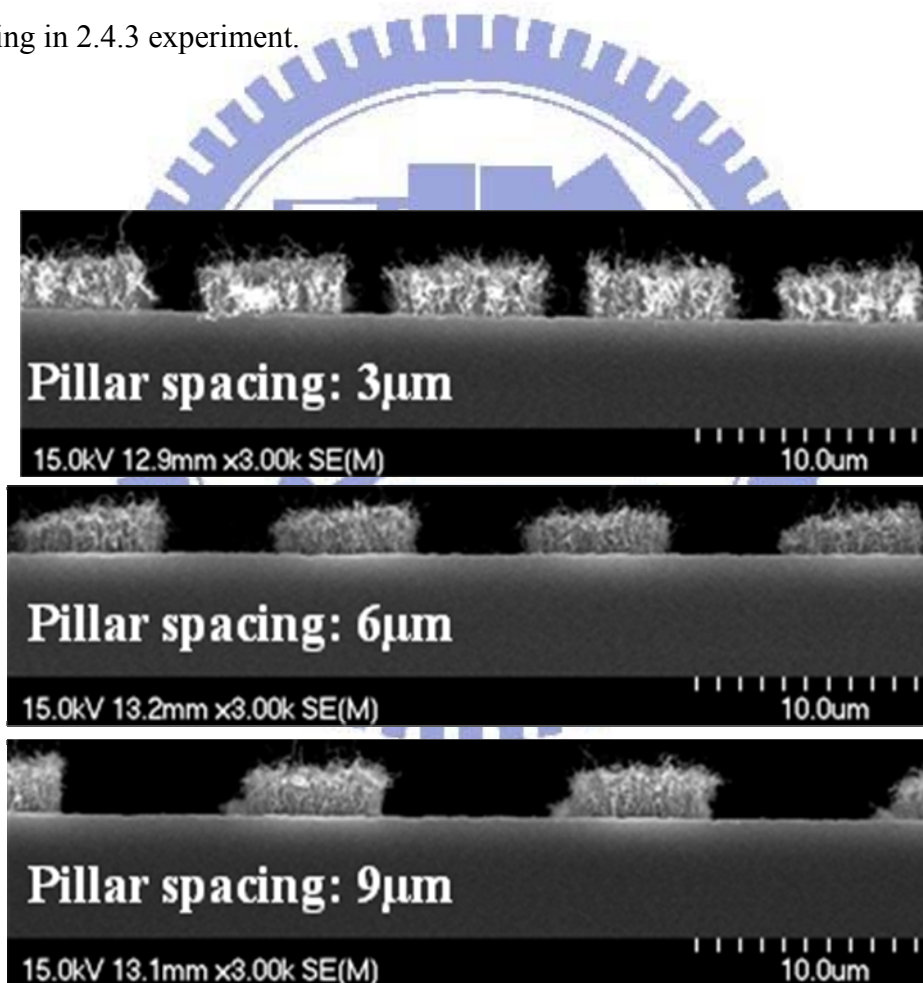 ing in 2.4.3 experiment.
Pillar spacing: 3μm
15.0kV 12.9mm x3.00k SE(M)
10.0um
Pillar spacing: 6μm
15.0kV 13.2mm x3.00k SE(M)
10.0um
Pillar spacing: 9μm
15.0kV 13.1mm x3.00k SE(M)
10.0um